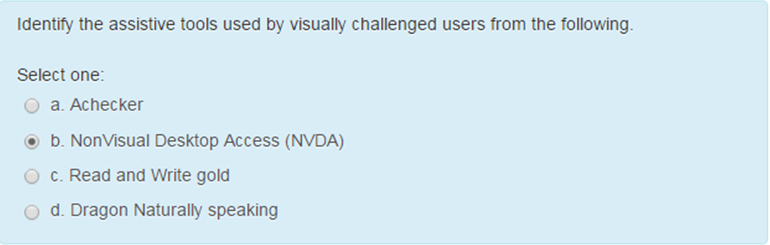 Identify the assistive tools used by visually challenged users from the following.
Select one:
a. Achecker
b. NonVisual Desktop Access (NVDA)
c. Read and Write gold
d. Dragon Naturally speaking